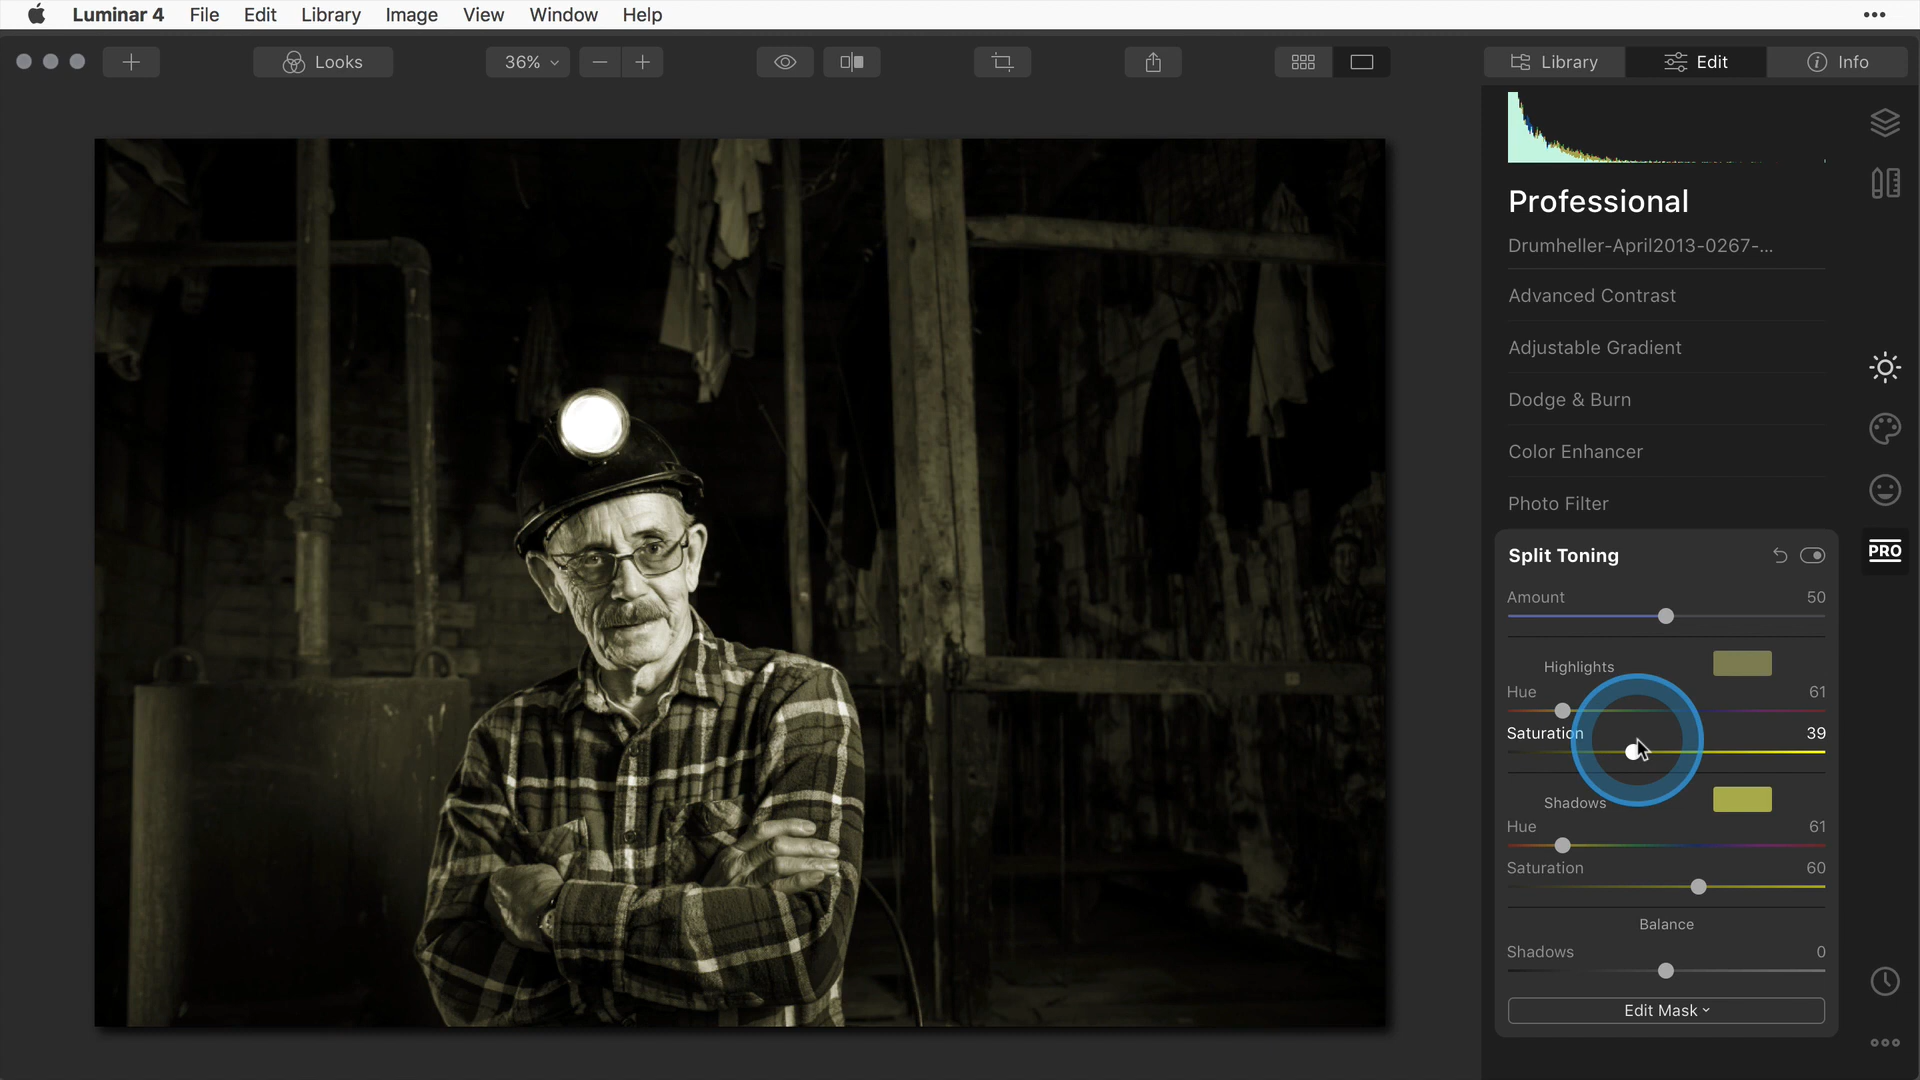 Luminar 4 File Edit Library Image View Window Help
Looks 36% Library Edit Info
Professional
Drumheller-April2013-0267-...
Advanced Contrast
Adjustable Gradient
Dodge & Burn
Color Enhancer
Photo Filter
Split Toning
PRO
Amount 50
Highlights
Hue 61
Saturation 39
Shadows
Hue 61
Saturation 60
Balance
Shadows 0
Edit Mask